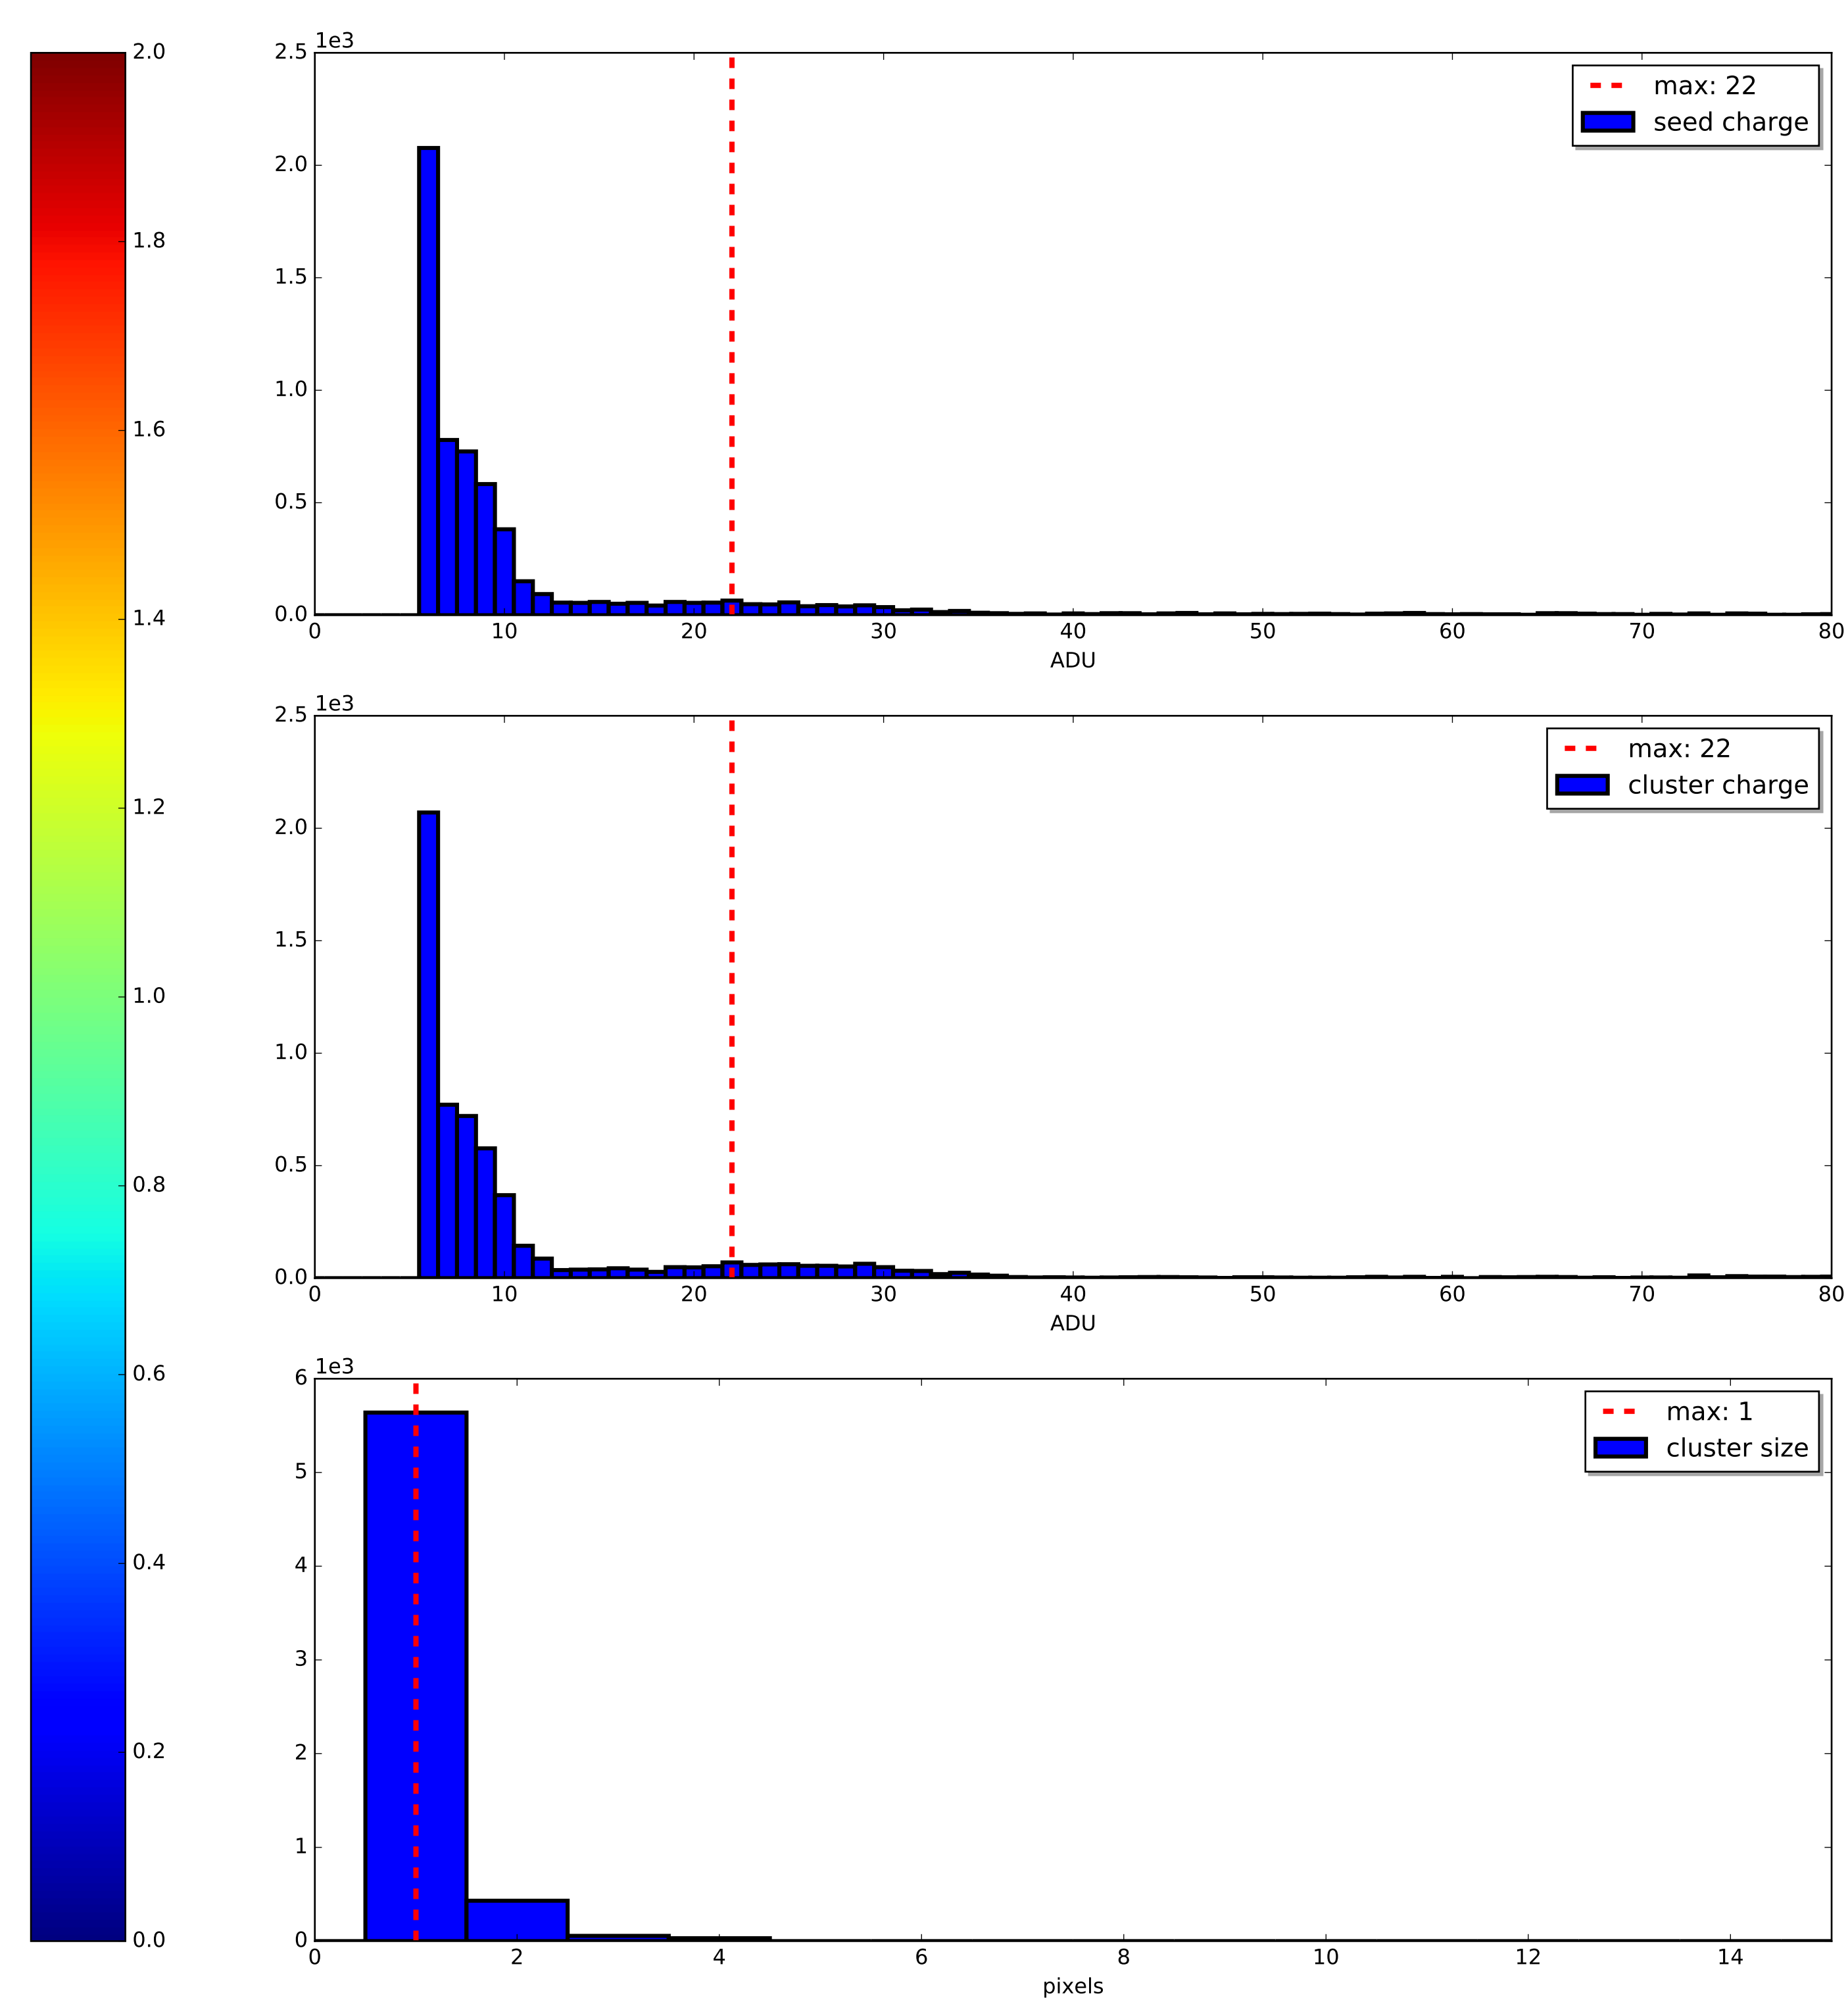 2.0
1.8
1.6
1.4
1.2
1.0
0.8
0.6
0.4
0.2
0.0
1e3
2.5
2.0
1.5
1.0
0.5
0.0
max: 22
seed charge
0 10 20 30 40 50 60 70 80
ADU
1e3
2.5
2.0
1.5
1.0
0.5
0.0
max: 22
cluster charge
0 10 20 30 40 50 60 70 80
ADU
1e3
6
5
4
3
2
1
0
max: 1
cluster size
0 2 4 6 8 10 12 14
pixels